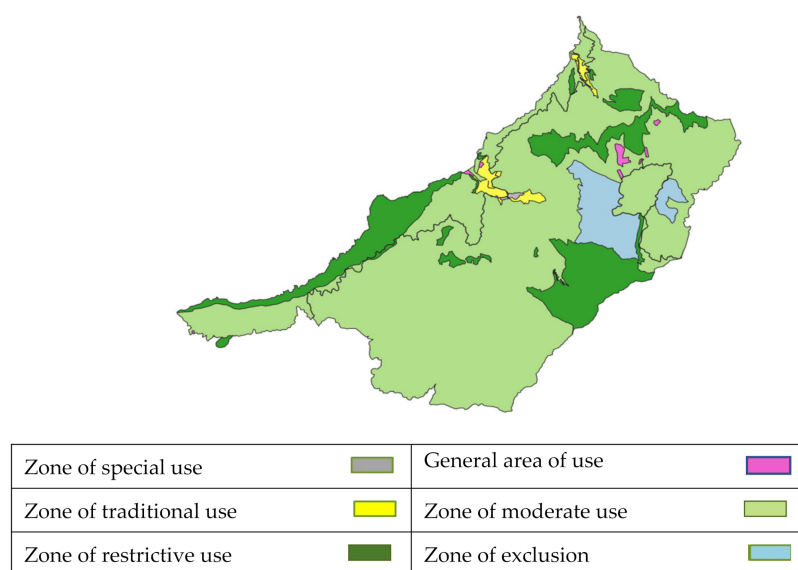 Zone of special use
General area of use
Zone of traditional use
Zone of moderate use
Zone of restrictive use
Zone of exclusion